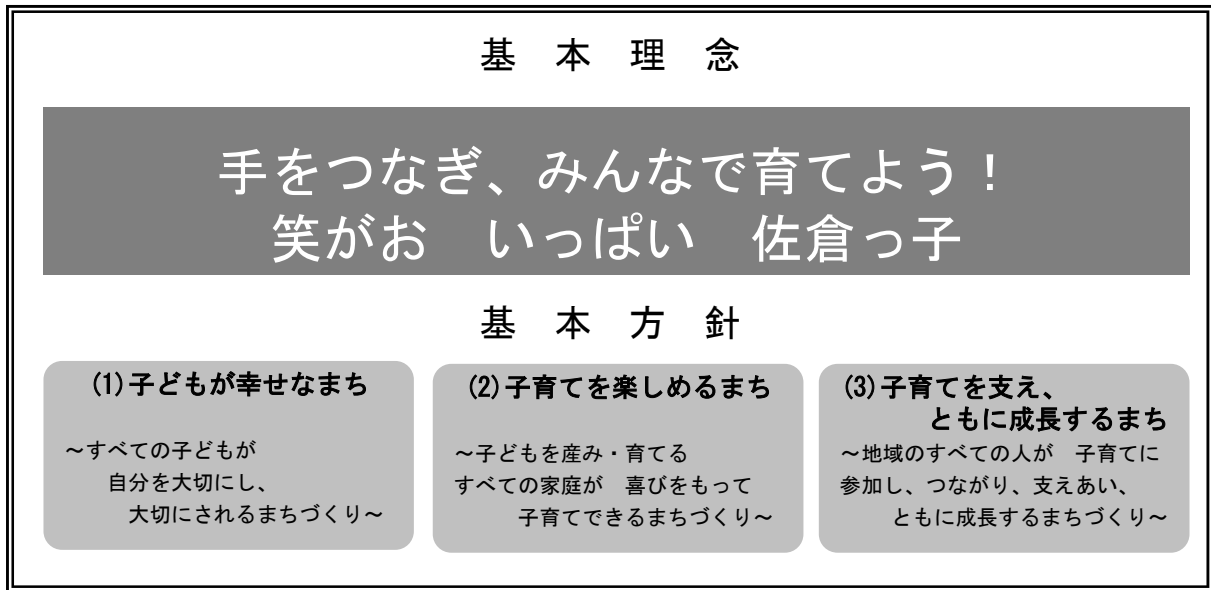 基　本　理　念
手をつなぎ、みんなで育てよう！
笑がお　いっぱい　佐倉っ子
基　本　方　針
(1)子どもが幸せなまち
～すべての子どもが
自分を大切にし、
大切にされるまちづくり～
(2)子育てを楽しめるまち
～子どもを産み・育てる
すべての家庭が　喜びをもって
子育てできるまちづくり～
(3)子育てを支え、
ともに成長するまち
～地域のすべての人が　子育てに
参加し、つながり、支えあい、
ともに成長するまちづくり～